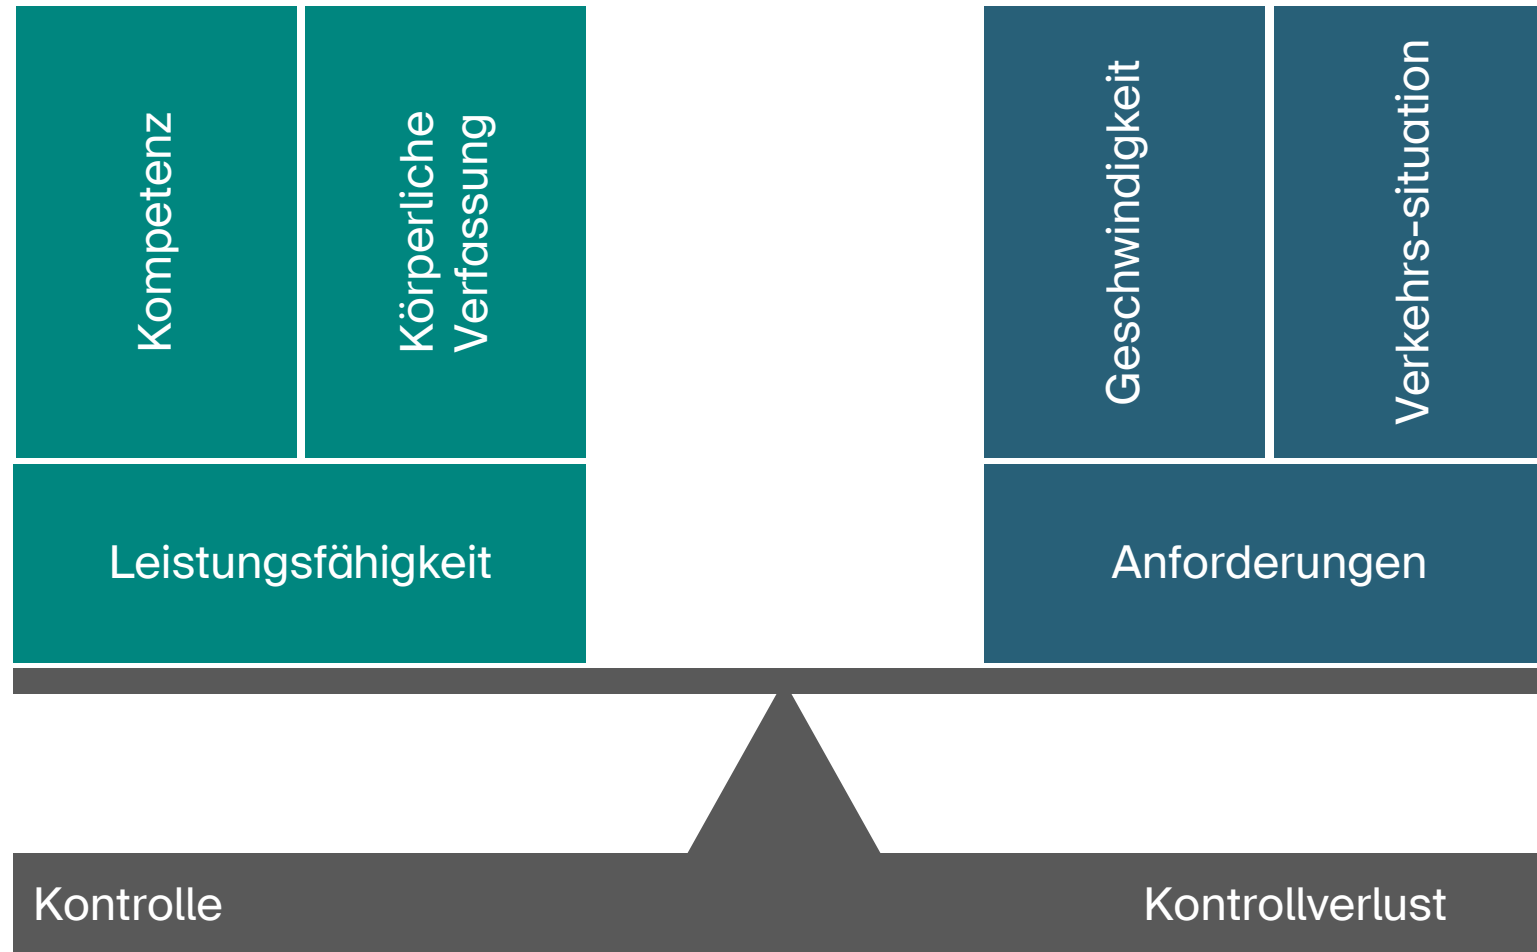 Kompetenz
Körperliche
Verfassung
Geschwindigkeit
Verkehrs-situation
Leistungsfähigkeit
Anforderungen
Kontrolle
Kontrollverlust